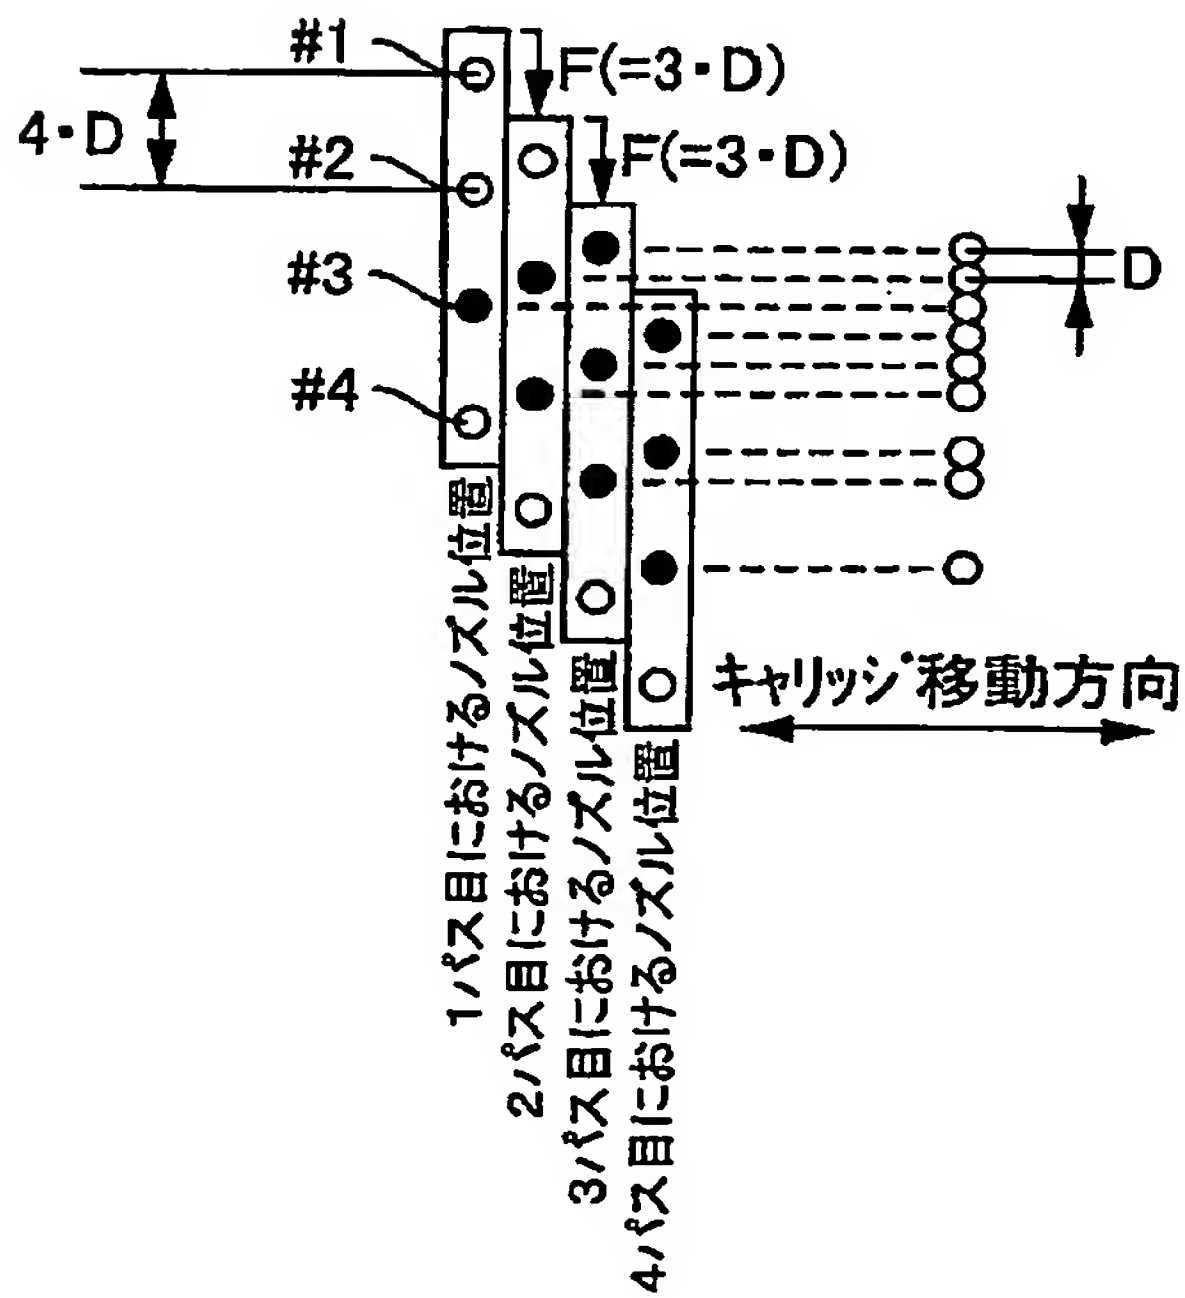 #1
F(=3・D)
4・D
#2
F(=3・D)
#3
D
#4
キャリッジ移動方向
1パス目におけるノズル位置
2パス目におけるノズル位置
3パス目におけるノズル位置
4パス目におけるノズル位置